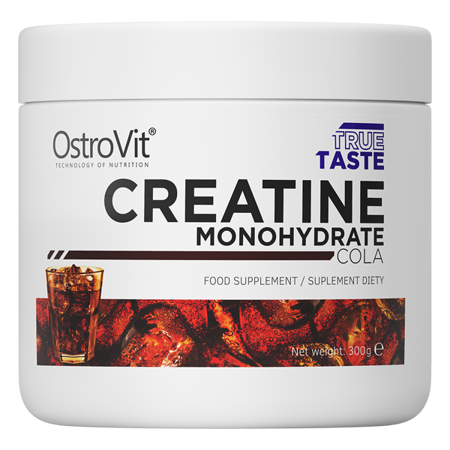 OstroVit®
TECHNOLOGY OF NUTRITION
TRUE
TASTE
CREATINE
MONOHYDRATE
COLA
FOOD SUPPLEMENT / SUPLEMENT DIETY
Net weight: 300g ℮